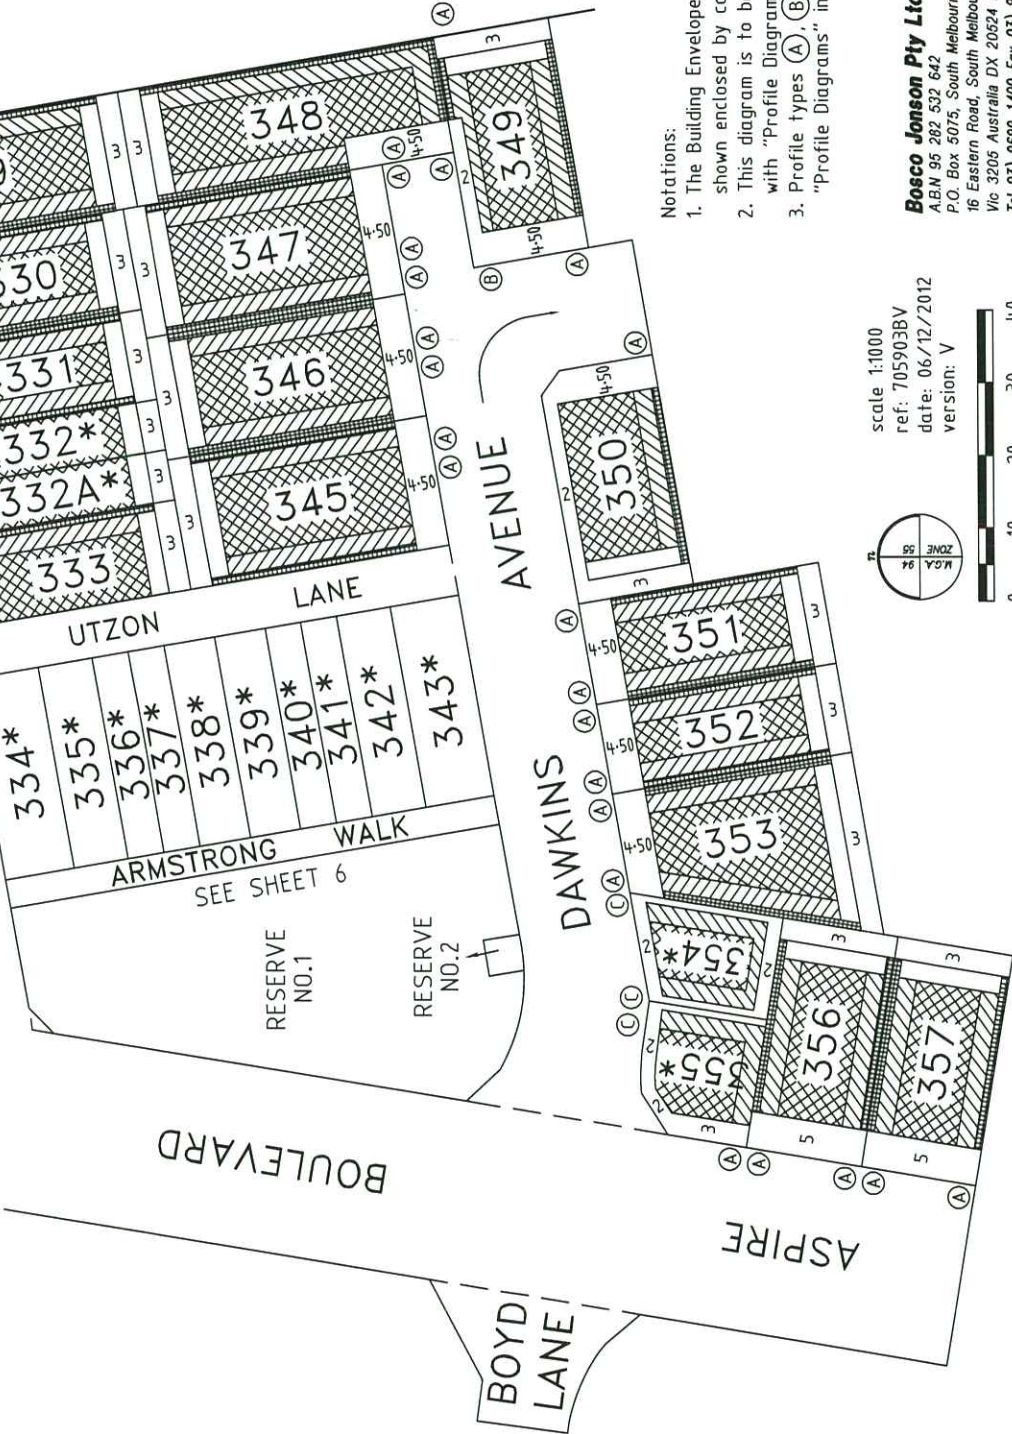 348
347
346
345
349
350
351
352
353
354*
355*
356
357
330
331
332*
332A*
333
334*
335*
336*
337*
338*
339*
340*
341*
342*
343*
UTZON LANE
ARMSTRONG WALK
SEE SHEET 6
RESERVE
NO.1
RESERVE
NO.2
DAWKINS AVENUE
ASPIRE BOULEVARD
BOYD
LANE
Notations:
1. The Building Envelope
shown enclosed by
2. This diagram is to
with "Profile Diagram
3. Profile types Ⓐ, Ⓑ
"Profile Diagrams"
scale 1:1000
ref: 705903BV
date: 06/12/2012
version: V
M.G.A. 94
ZONE 55
Bosco Jonson Pty Ltd
A.B.N 95 282 532 642
P.O. Box 5075, South Melbourne
16 Eastern Road, South
Vic 3205 Australia DX 20524